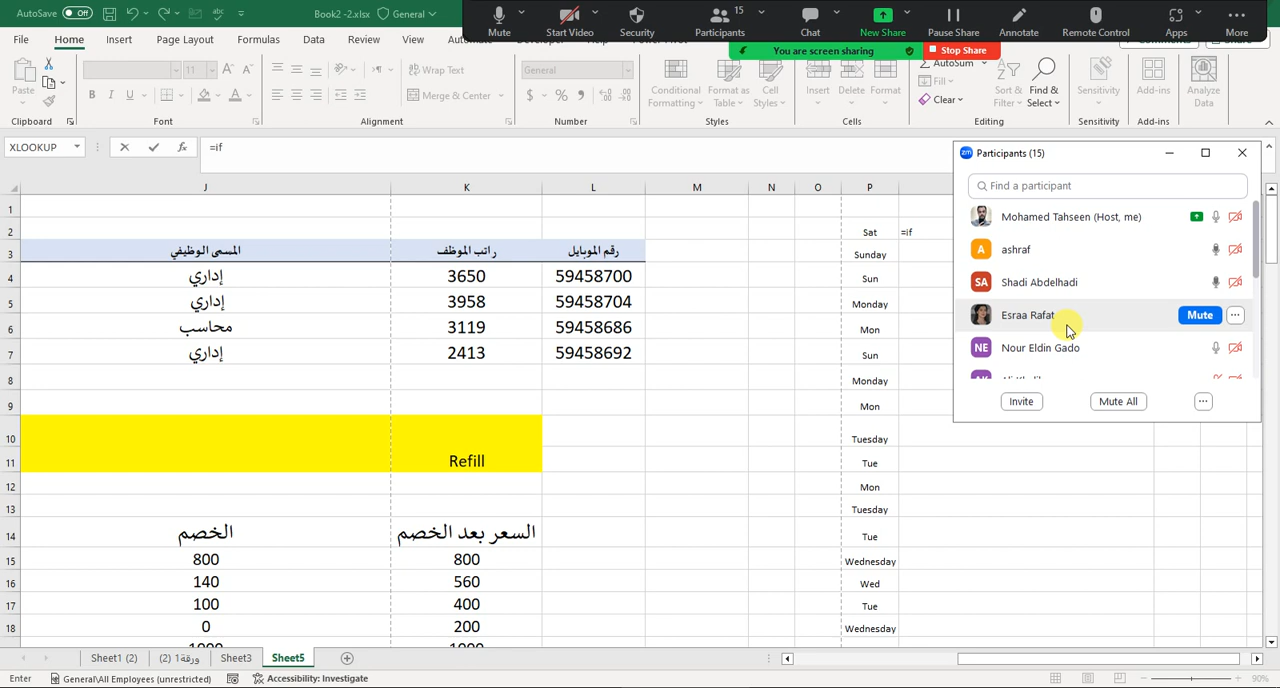 AutoSave Off Book2 -2.xlsx General
Mute Start Video Security Participants 15 Chat New Share Pause Share Annotate Remote Control Apps More
You are screen sharing Stop Share
File Home Insert Page Layout Formulas Data Review View
11 Wrap Text General AutoSum
Paste B I U Merge & Center Conditional Formatting Format as Table Cell Styles Insert Delete Format Fill Clear Sort & Filter Find & Select Sensitivity Add-ins Analyze Data
Clipboard Font Alignment Number Styles Cells Editing Sensitivity Add-ins
XLOOKUP fx =if
J K L M N O P
1
2 Sat =if
3 المسمى الوظيفي راتب الموظف رقم الموبايل Sunday
4 إداري 3650 59458700 Sun
5 إداري 3958 59458704 Monday
6 محاسب 3119 59458686 Mon
7 إداري 2413 59458692 Sun
8 Monday
9 Mon
10 Tuesday
11 Refill Tue
12 Mon
13 Tuesday
14 الخصم السعر بعد الخصم Tue
15 800 800 Wednesday
16 140 560 Wed
17 100 400 Tue
18 0 200 Wednesday
zm Participants (15)
Find a participant
Mohamed Tahseen (Host, me)
A ashraf
SA Shadi Abdelhadi
Esraa Rafat Mute
NE Nour Eldin Gado
Invite Mute All
Sheet1 (2) ورقة1 (2) Sheet3 Sheet5
Enter General\All Employees (unrestricted) Accessibility: Investigate 90%